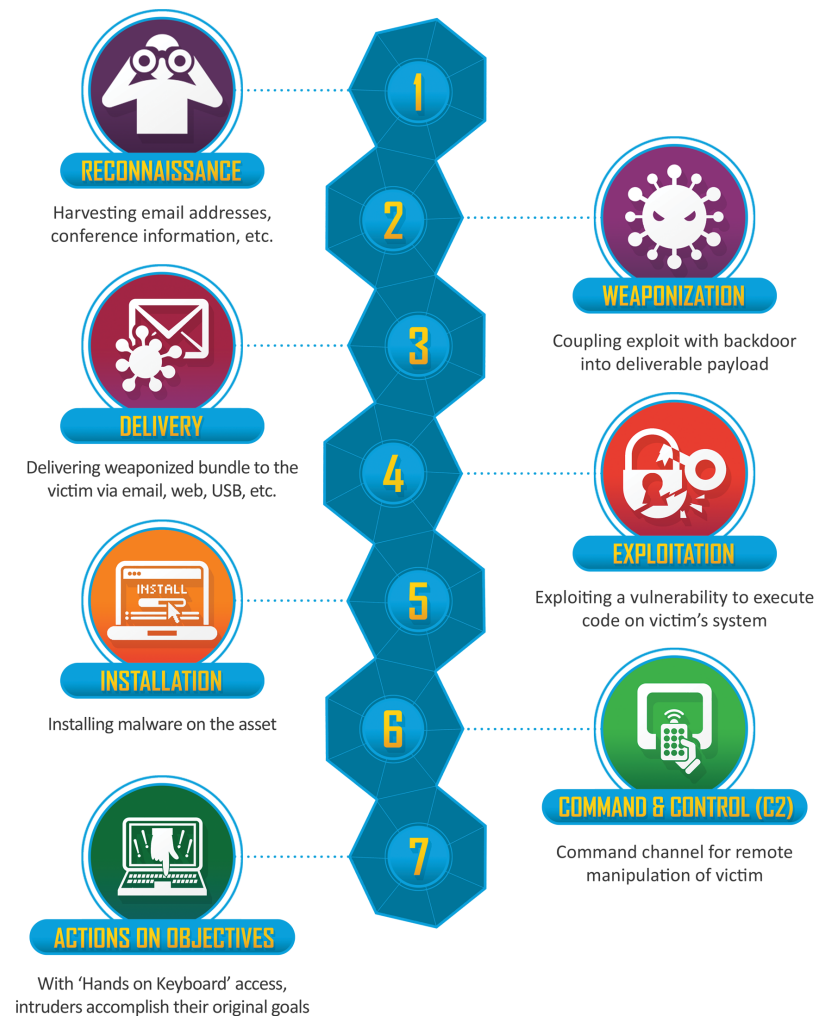 1
RECONNAISSANCE
Harvesting email addresses,
conference information, etc.
2
WEAPONIZATION
Coupling exploit with backdoor
into deliverable payload
3
DELIVERY
Delivering weaponized bundle to the
victim via email, web, USB, etc.
4
EXPLOITATION
Exploiting a vulnerability to execute
code on victim’s system
5
INSTALL
INSTALLATION
Installing malware on the asset
6
COMMAND & CONTROL (C2)
Command channel for remote
manipulation of victim
7
ACTIONS ON OBJECTIVES
With ‘Hands on Keyboard’ access,
intruders accomplish their original goals